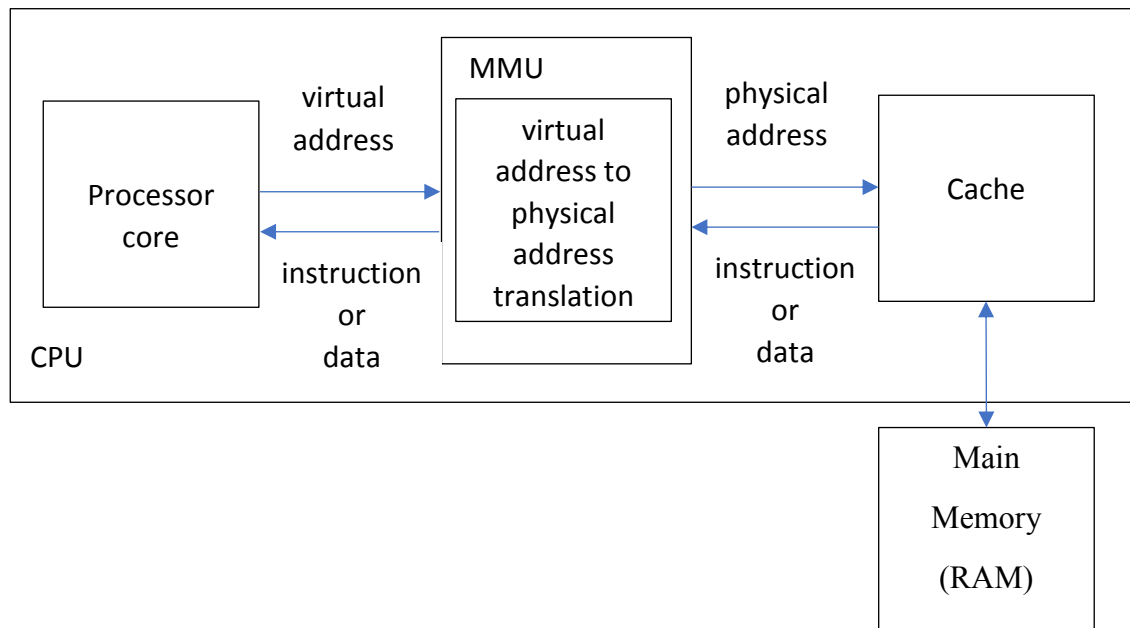 Processor
core
CPU
virtual
address
instruction
or
data
MMU
virtual
address to
physical
address
translation
physical
address
instruction
or
data
Cache
Main
Memory
(RAM)